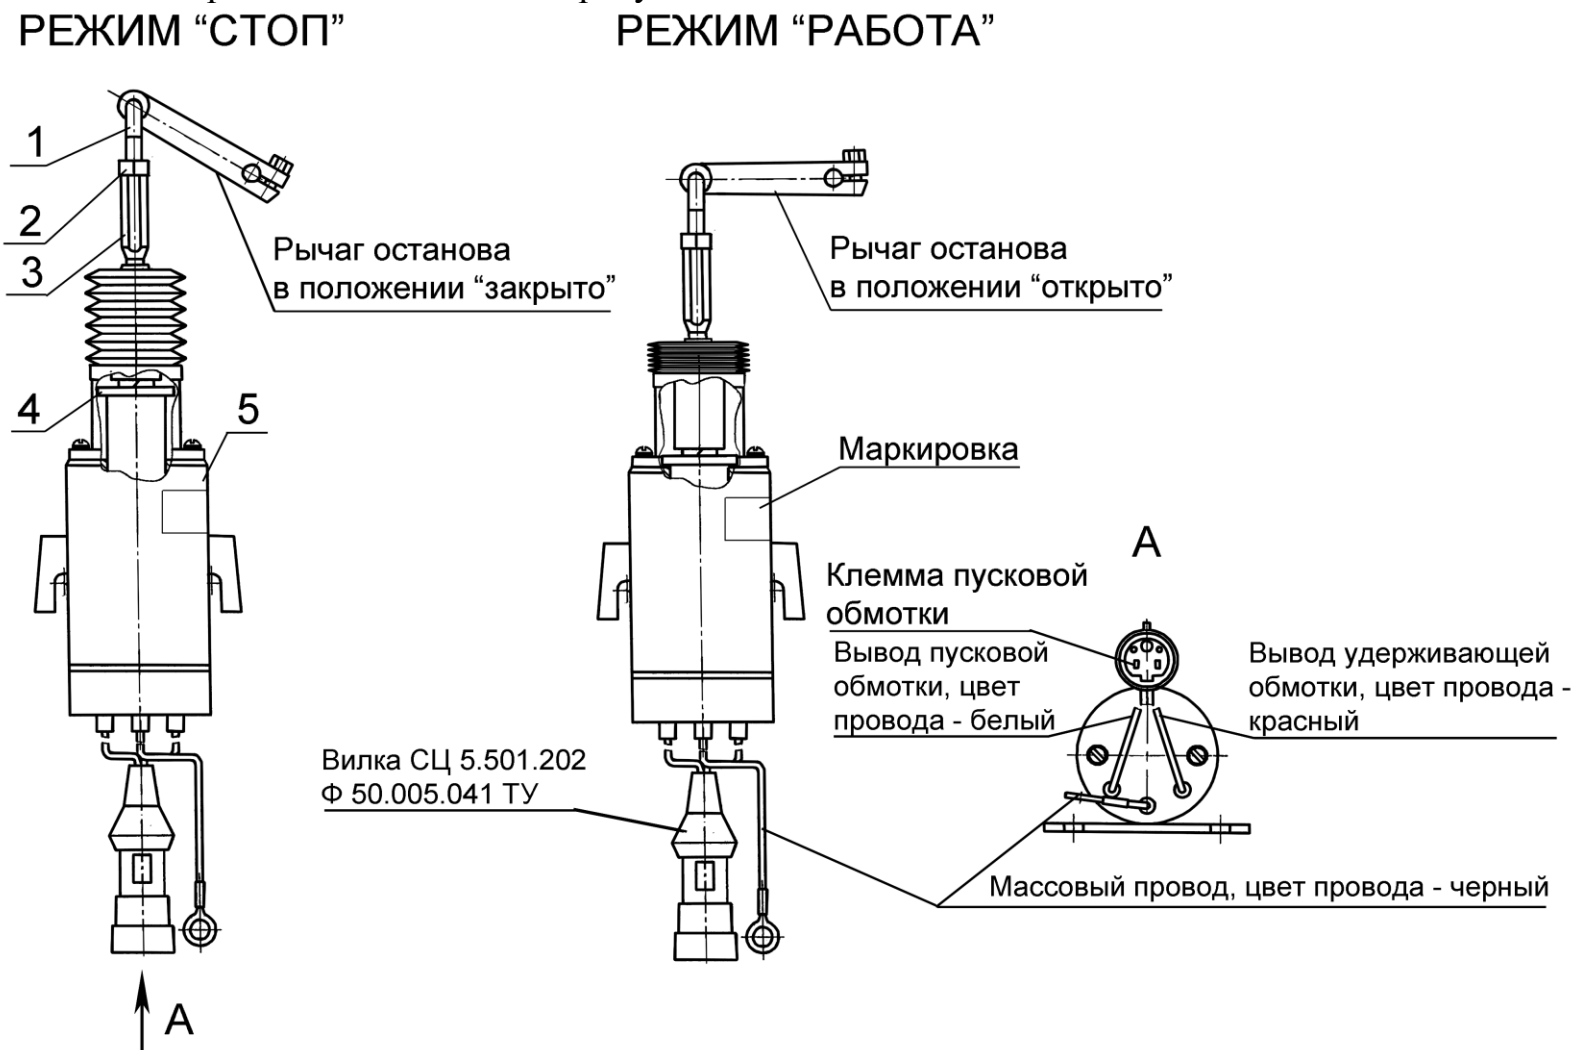 РЕЖИМ “СТОП”
РЕЖИМ “РАБОТА”
1
2
3
4
5
Рычаг останова
в положении “закрыто”
Рычаг останова
в положении “открыто”
Маркировка
А
Клемма пусковой
обмотки
Вывод пусковой
обмотки, цвет
провода - белый
Вывод удерживающей
обмотки, цвет провода -
красный
Вилка СЦ 5.501.202
Ф 50.005.041 ТУ
Массовый провод, цвет провода - черный
А